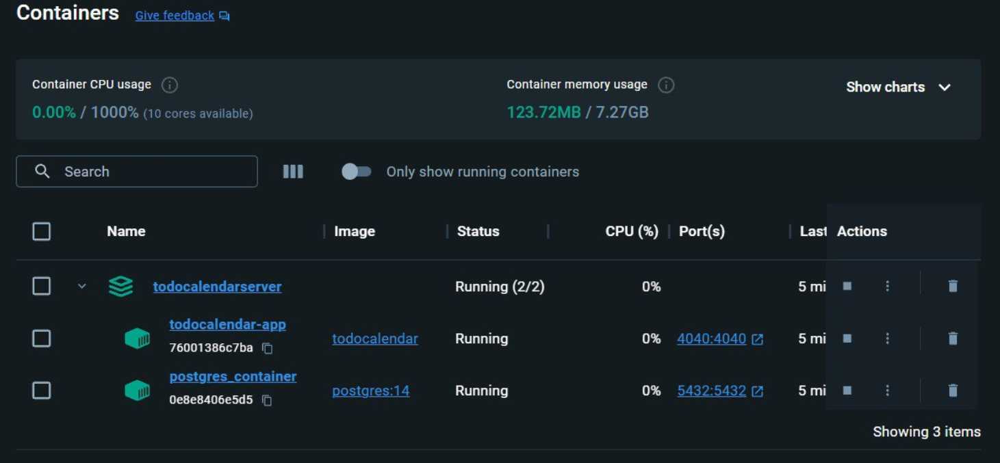 Containers Give feedback
Container CPU usage
0.00% / 1000% (10 cores available)
Container memory usage
123.72MB / 7.27GB
Show charts
Search
Only show running containers
Name Image Status CPU (%) Port(s) Last Actions
todocalendarserver Running (2/2) 0% 5 mi
todocalendar-app
76001386c7ba
todocalendar Running 0% 4040:4040 5 mi
postgres_container
0e8e8406e5d5
postgres:14 Running 0% 5432:5432 5 mi
Showing 3 items